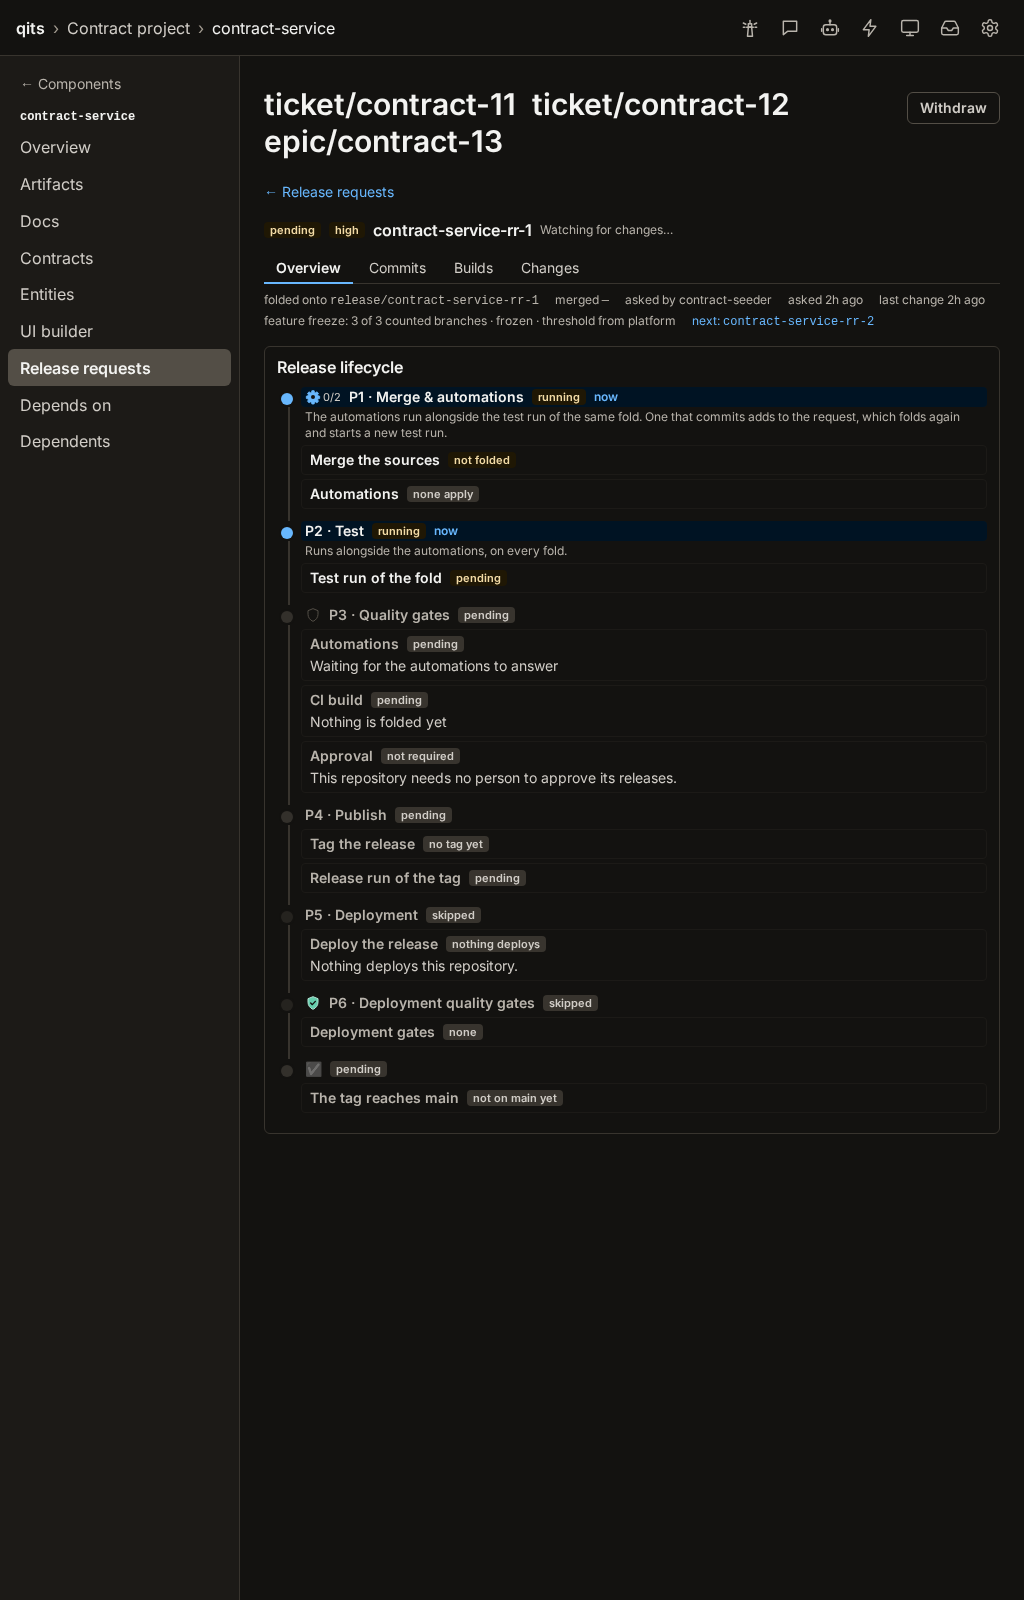 qits › Contract project › contract-service
← Components
contract-service
Overview
Artifacts
Docs
Contracts
Entities
UI builder
Release requests
Depends on
Dependents
ticket/contract-11 ticket/contract-12
epic/contract-13
Withdraw
← Release requests
pending high contract-service-rr-1 Watching for changes…
Overview Commits Builds Changes
folded onto release/contract-service-rr-1 merged — asked by contract-seeder asked 2h ago last change 2h ago
feature freeze: 3 of 3 counted branches · frozen · threshold from platform next: contract-service-rr-2
Release lifecycle
0/2 P1 · Merge & automations running now
The automations run alongside the test run of the same fold. One that commits adds to the request, which folds again
and starts a new test run.
Merge the sources not folded
Automations none apply
P2 · Test running now
Runs alongside the automations, on every fold.
Test run of the fold pending
P3 · Quality gates pending
Automations pending
Waiting for the automations to answer
CI build pending
Nothing is folded yet
Approval not required
This repository needs no person to approve its releases.
P4 · Publish pending
Tag the release no tag yet
Release run of the tag pending
P5 · Deployment skipped
Deploy the release nothing deploys
Nothing deploys this repository.
P6 · Deployment quality gates skipped
Deployment gates none
pending
The tag reaches main not on main yet